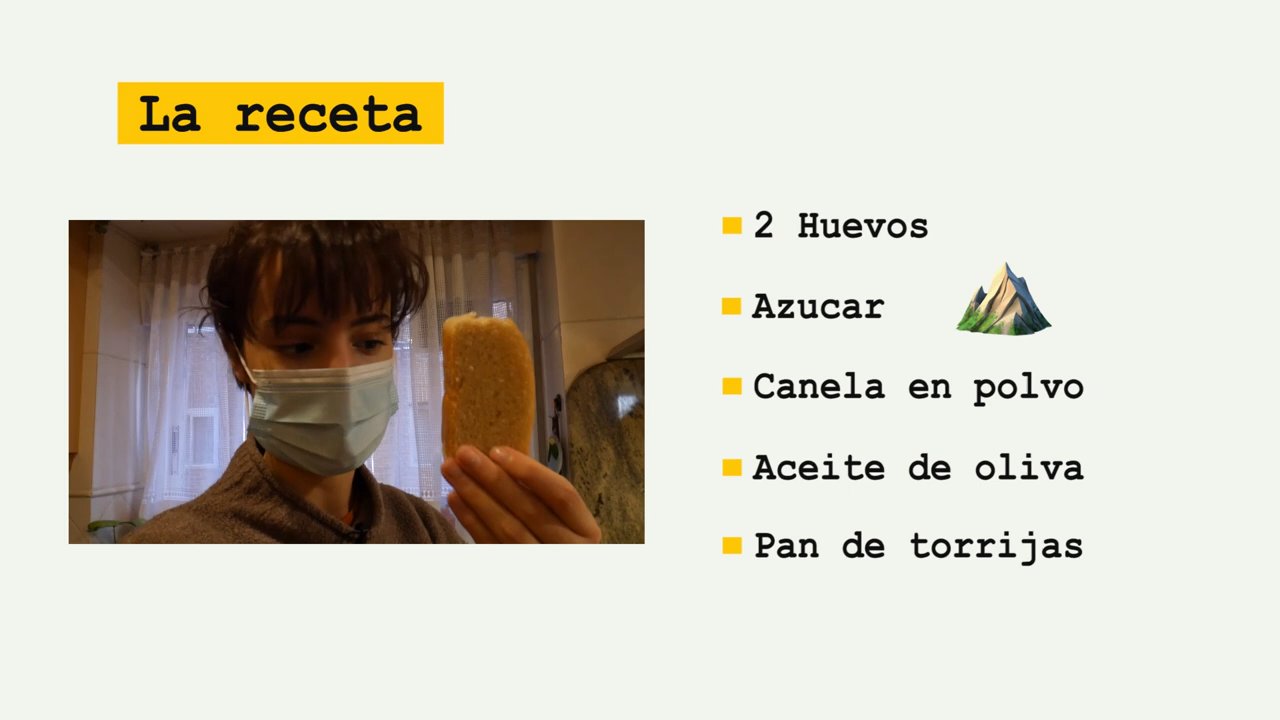 La receta
2 Huevos
Azucar
Canela en polvo
Aceite de oliva
Pan de torrijas